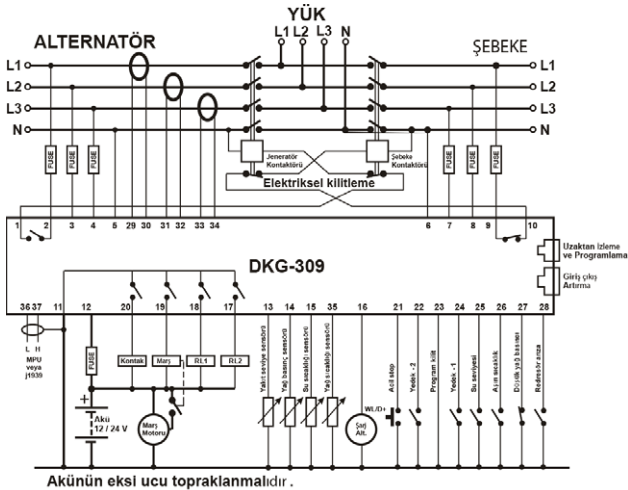 YÜK
ALTERNATÖR
L1 L2 L3 N
ŞEBEKE
L1
L1
L2
L2
L3
L3
N
N
FUSE
FUSE
FUSE
Jeneratör
Kontaktörü
Şebeke
Kontaktörü
FUSE
FUSE
FUSE
Elektriksel kilitleme
1 2 3 4 5 29 30 31 32 33 34 6 7 8 9 10
DKG-309
Uzaktan İzleme
ve Programlama
Giriş çıkış
Artırma
36 37 11 12 20 19 18 17 13 14 15 35 16 21 22 23 24 25 26 27 28
L H
MPU
veya
j1939
FUSE
Kontak
Marş
RL1
RL2
Yakıt seviye sensörü
Yağ basınç sensörü
Su sıcaklığı sensörü
Yağ sıcaklığı sensörü
Acil stop
Yedek - 2
Program kilit
Yedek - 1
Su seviyesi
Aşırı sıcaklık
Düşük yağ basıncı
Redresör arıza
+
Akü
12 / 24 V
Marş
Motoru
WL/D+
Şarj
Alt.
Akünün eksi ucu topraklanmalıdır .